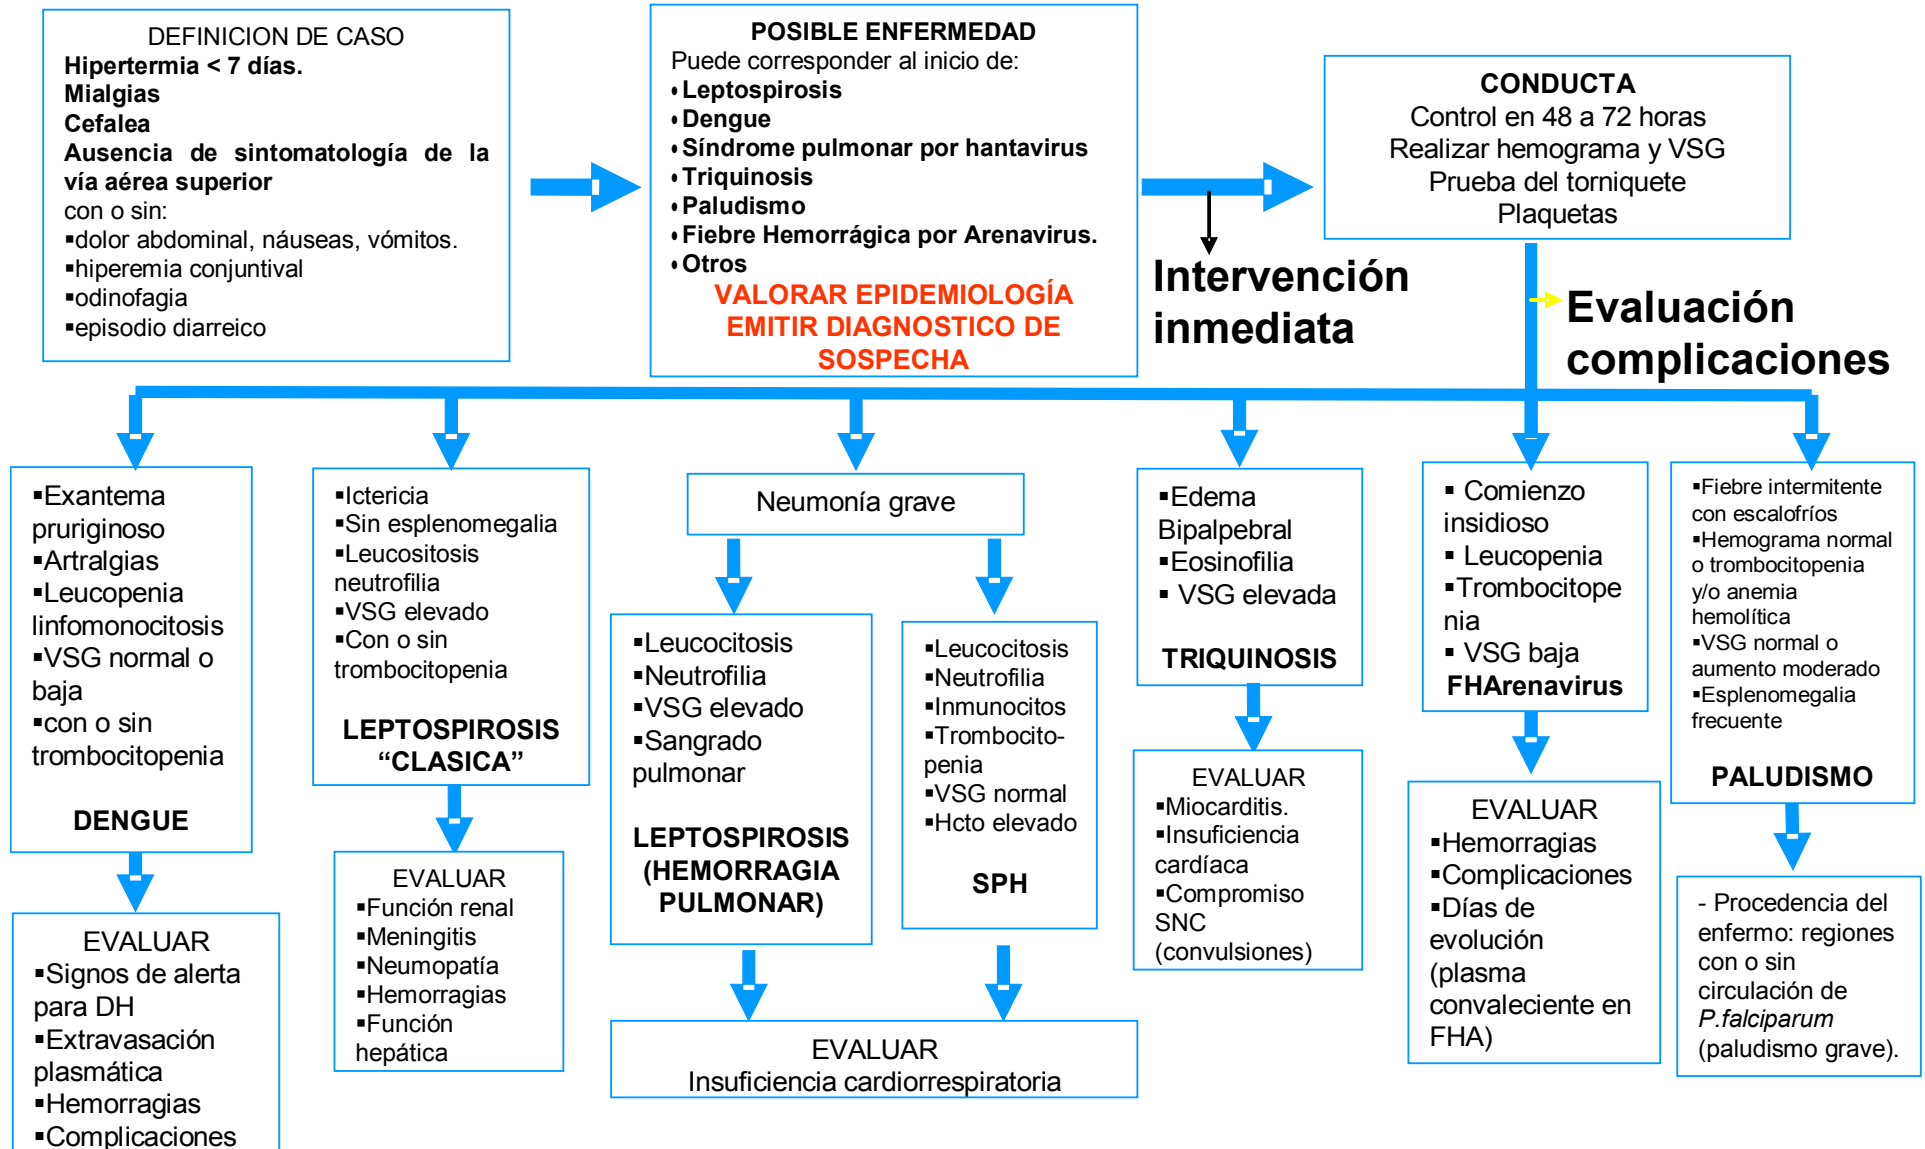 DEFINICION DE CASO
Hipertermia < 7 días.
Mialgias
Cefalea
Ausencia de sintomatología de la
vía aérea superior
con o sin:
▪dolor abdominal, náuseas, vómitos.
▪hiperemia conjuntival
▪odinofagia
▪episodio diarreico
POSIBLE ENFERMEDAD
Puede corresponder al inicio de:
•Leptospirosis
•Dengue
•Síndrome pulmonar por hantavirus
•Triquinosis
•Paludismo
•Fiebre Hemorrágica por Arenavirus.
•Otros
VALORAR EPIDEMIOLOGÍA
EMITIR DIAGNOSTICO DE
SOSPECHA
CONDUCTA
Control en 48 a 72 horas
Realizar hemograma y VSG
Prueba del torniquete
Plaquetas
Intervención
inmediata
Evaluación
complicaciones
▪Exantema
pruriginoso
▪Artralgias
▪Leucopenia
linfomonocitosis
▪VSG normal o
baja
▪con o sin
trombocitopenia
DENGUE
EVALUAR
▪Signos de alerta
para DH
▪Extravasación
plasmática
▪Hemorragias
▪Complicaciones
▪Ictericia
▪Sin esplenomegalia
▪Leucositosis
neutrofilia
▪VSG elevado
▪Con o sin
trombocitopenia
LEPTOSPIROSIS
“CLASICA”
EVALUAR
▪Función renal
▪Meningitis
▪Neumopatía
▪Hemorragias
▪Función
hepática
Neumonía grave
▪Leucocitosis
▪Neutrofilia
▪VSG elevado
▪Sangrado
pulmonar
LEPTOSPIROSIS
(HEMORRAGIA
PULMONAR)
▪Leucocitosis
▪Neutrofilia
▪Inmunocitos
▪Trombocito-
penia
▪VSG normal
▪Hcto elevado
SPH
EVALUAR
Insuficiencia cardiorrespiratoria
▪Edema
Bipalpebral
▪Eosinofilia
▪ VSG elevada
TRIQUINOSIS
EVALUAR
▪Miocarditis.
▪Insuficiencia
cardíaca
▪Compromiso
SNC
(convulsiones)
▪ Comienzo
insidioso
▪ Leucopenia
▪Trombocitope
nia
▪ VSG baja
FHArenavirus
EVALUAR
▪Hemorragias
▪Complicaciones
▪Días de
evolución
(plasma
convaleciente en
FHA)
▪Fiebre intermitente
con escalofríos
▪Hemograma normal
o trombocitopenia
y/o anemia
hemolítica
▪VSG normal o
aumento moderado
▪Esplenomegalia
frecuente
PALUDISMO
- Procedencia del
enfermo: regiones
con o sin
circulación de
P.falciparum
(paludismo grave).